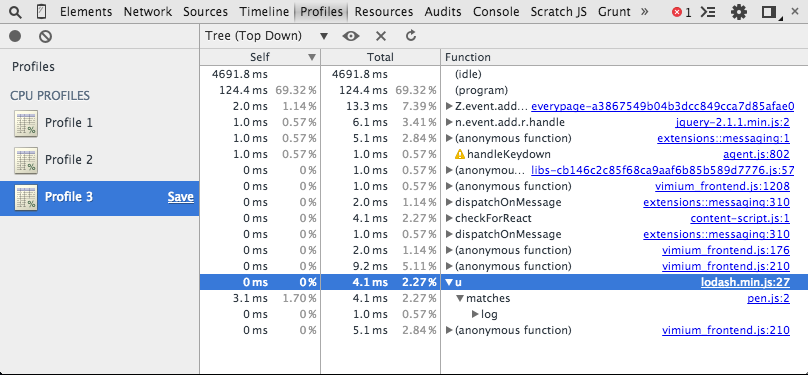 Elements Network Sources Timeline Profiles Resources Audits Console Scratch JS Grunt » 1
Tree (Top Down)
Profiles
CPU PROFILES
Profile 1
Profile 2
Profile 3 Save
Self Total Function
4691.8 ms 4691.8 ms (idle)
124.4 ms 69.32 % 124.4 ms 69.32 % (program)
2.0 ms 1.14 % 13.3 ms 7.39 % Z.event.add... everypage-a3867549b04b3dcc849cca7d85afae0
1.0 ms 0.57 % 6.1 ms 3.41 % n.event.add.r.handle jquery-2.1.1.min.js:2
1.0 ms 0.57 % 5.1 ms 2.84 % (anonymous function) extensions::messaging:1
1.0 ms 0.57 % 1.0 ms 0.57 % handleKeydown agent.js:802
0 ms 0 % 1.0 ms 0.57 % (anonymou... libs-cb146c2c85f68ca9aaf6b85b589d7776.js:57
0 ms 0 % 1.0 ms 0.57 % (anonymous function) vimium_frontend.js:1208
0 ms 0 % 2.0 ms 1.14 % dispatchOnMessage extensions::messaging:310
0 ms 0 % 4.1 ms 2.27 % checkForReact content-script.js:1
0 ms 0 % 1.0 ms 0.57 % dispatchOnMessage extensions::messaging:310
0 ms 0 % 2.0 ms 1.14 % (anonymous function) vimium_frontend.js:176
0 ms 0 % 9.2 ms 5.11 % (anonymous function) vimium_frontend.js:210
0 ms 0 % 4.1 ms 2.27 % u lodash.min.js:27
3.1 ms 1.70 % 4.1 ms 2.27 % matches pen.js:2
0 ms 0 % 1.0 ms 0.57 % log
0 ms 0 % 5.1 ms 2.84 % (anonymous function) vimium_frontend.js:210